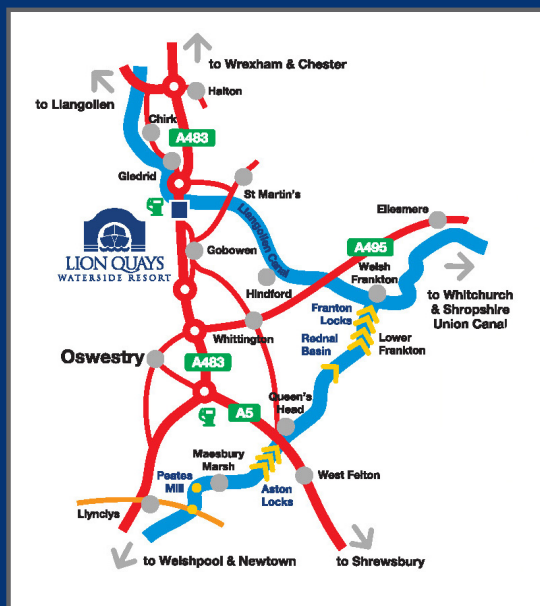 to Wrexham & Chester
Halton
to Llangollen
Chirk
A483
Gledrid
St Martin's
Ellesmere
Llangollen Canal
A495
Gobowen
LION QUAYS
WATERSIDE RESORT
Welsh
Frankton
Hindford
to Whitchurch
& Shropshire
Union Canal
Franton
Locks
Whittington
Rednal
Basin
Lower
Frankton
Oswestry
A483
Queen's
Head
A5
Maesbury
Marsh
Peates
Mill
West Felton
Aston
Locks
Llynclys
to Welshpool & Newtown
to Shrewsbury